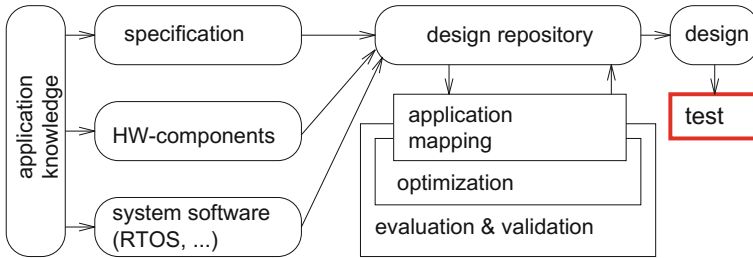 application
knowledge
specification
HW-components
system software
(RTOS, ...)
design repository
application
mapping
optimization
evaluation & validation
design
test